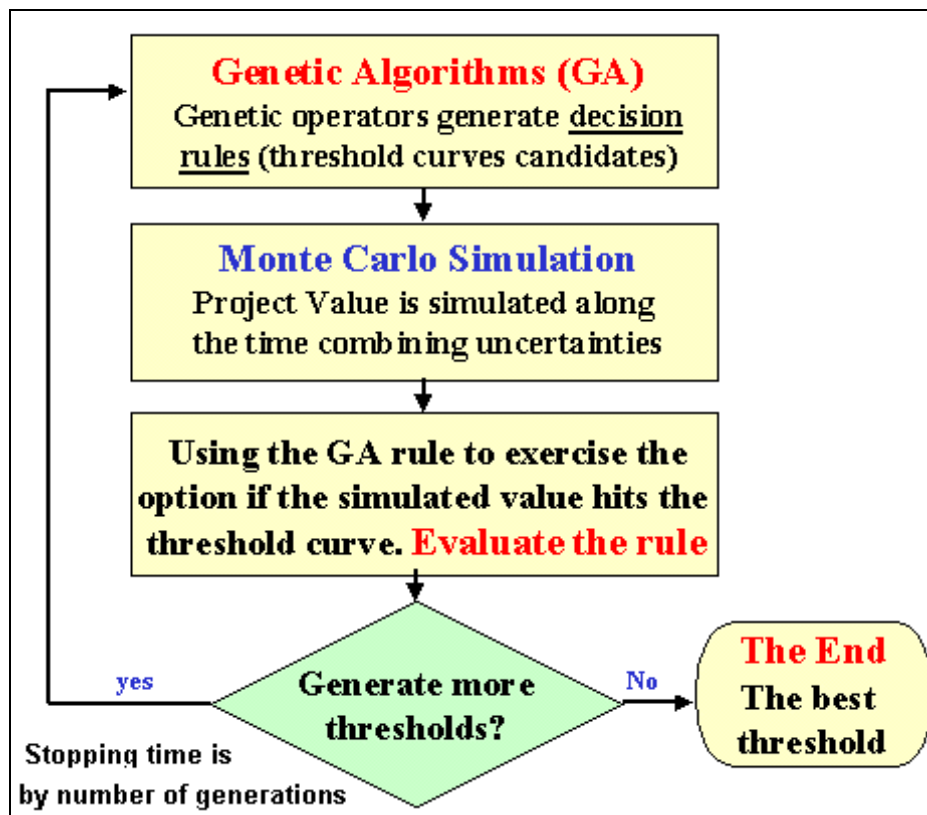 Genetic Algorithms (GA)
Genetic operators generate decision
rules (threshold curves candidates)
Monte Carlo Simulation
Project Value is simulated along
the time combining uncertainties
Using the GA rule to exercise the
option if the simulated value hits the
threshold curve. Evaluate the rule
Generate more
thresholds?
yes
No
The End
The best
threshold
Stopping time is
by number of generations